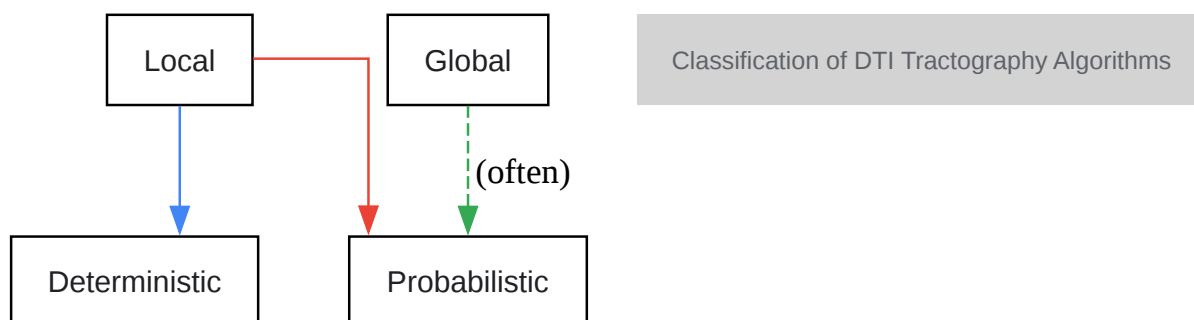 Local
Global
Classification of DTI Tractography Algorithms
(often)
Deterministic
Probabilistic